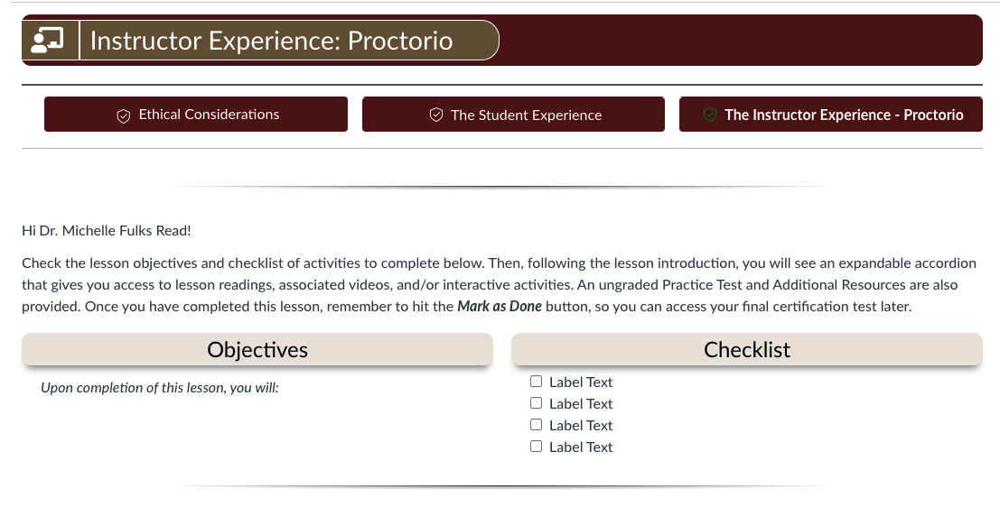 Instructor Experience: Proctorio
Ethical Considerations
The Student Experience
The Instructor Experience - Proctorio
Hi Dr. Michelle Fulks Read!
Check the lesson objectives and checklist of activities to complete below. Then, following the lesson introduction, you will see an expandable accordion
that gives you access to lesson readings, associated videos, and/or interactive activities. An ungraded Practice Test and Additional Resources are also
provided. Once you have completed this lesson, remember to hit the Mark as Done button, so you can access your final certification test later.
Objectives
Upon completion of this lesson, you will:
Checklist
Label Text
Label Text
Label Text
Label Text